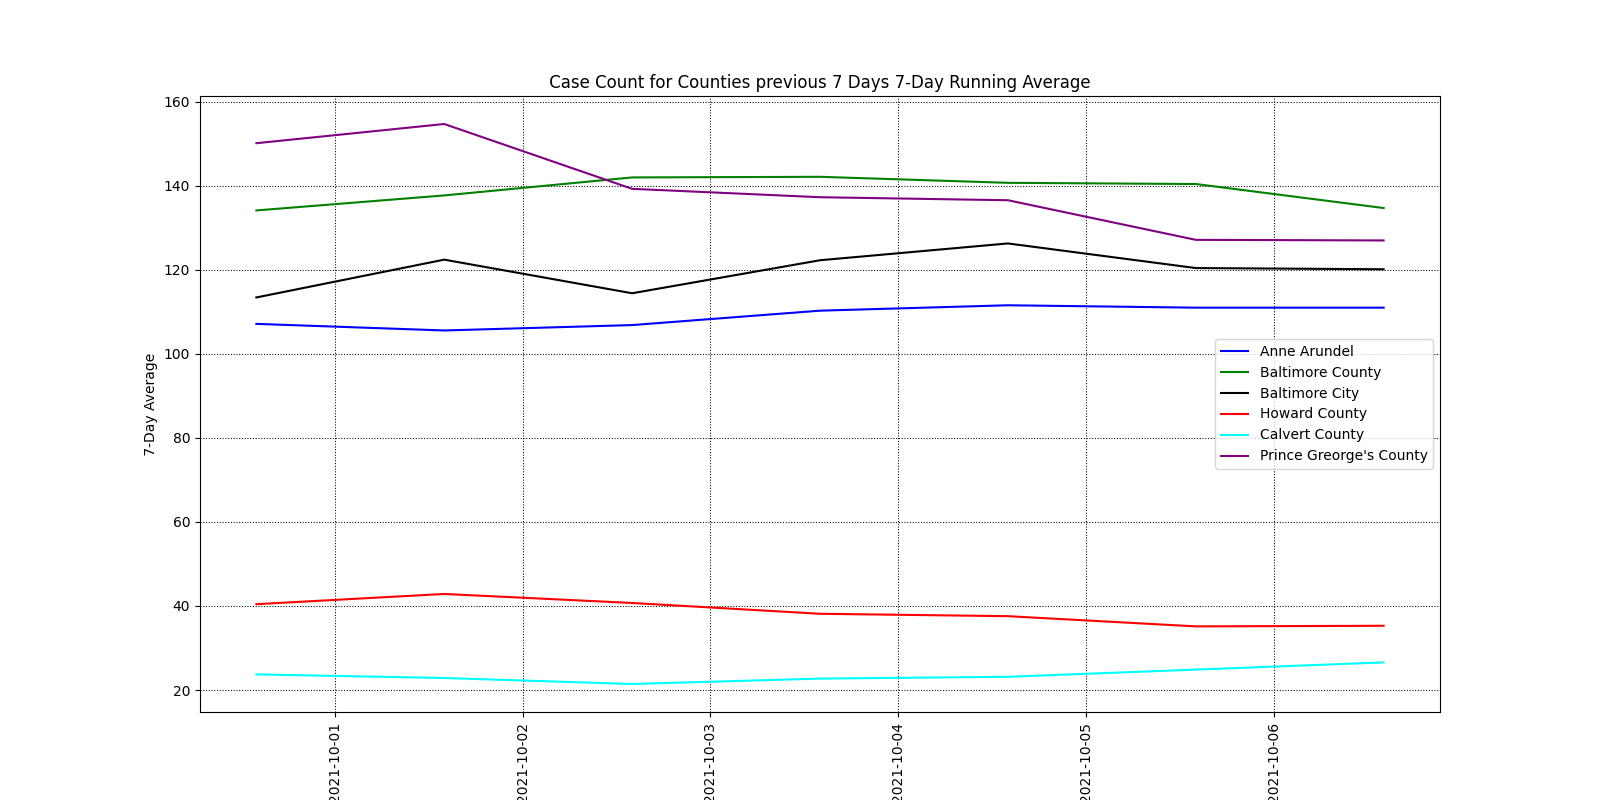 Case Count for Counties previous 7 Days 7-Day Running Average
160
140
120
100
80
60
40
20
7-Day Average
Anne Arundel
Baltimore County
Baltimore City
Howard County
Calvert County
Prince Greorge's County
2021-10-01
2021-10-02
2021-10-03
2021-10-04
2021-10-05
2021-10-06